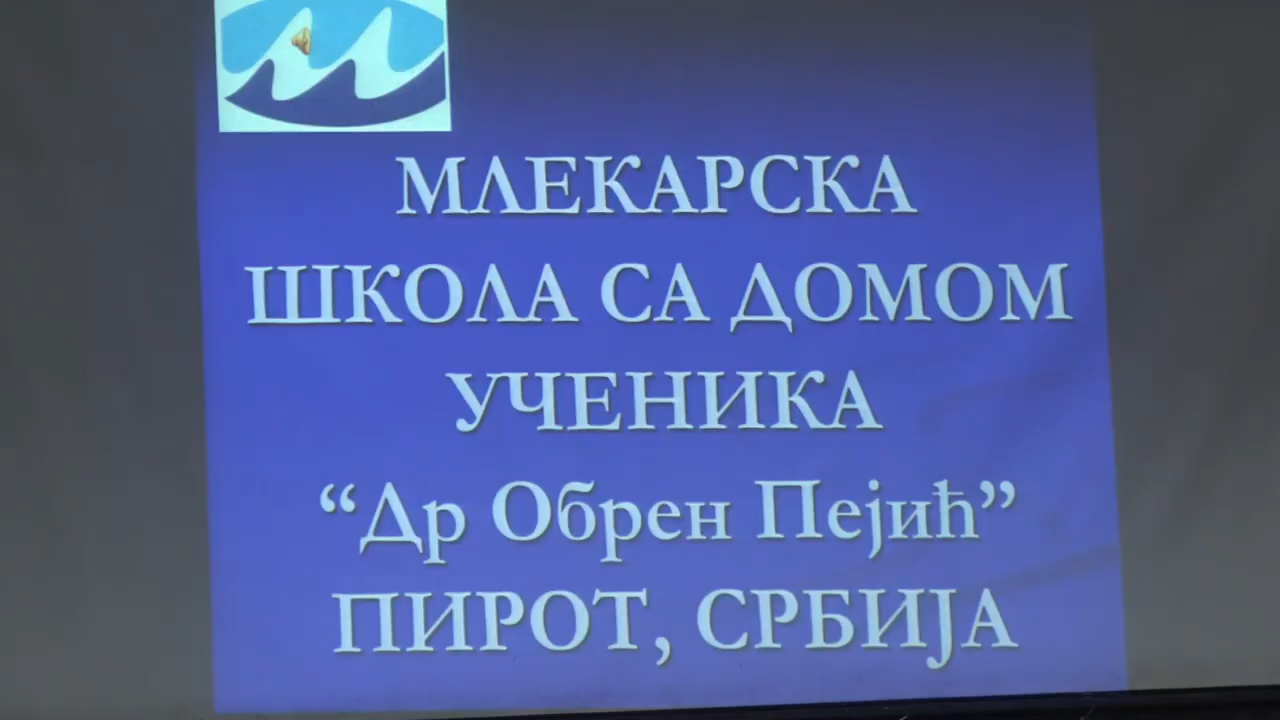 МЛЕКАРСКА
ШКОЛА СА ДОМОМ
УЧЕНИКА
“Др Обрен Пејић”
ПИРОТ, СРБИЈА